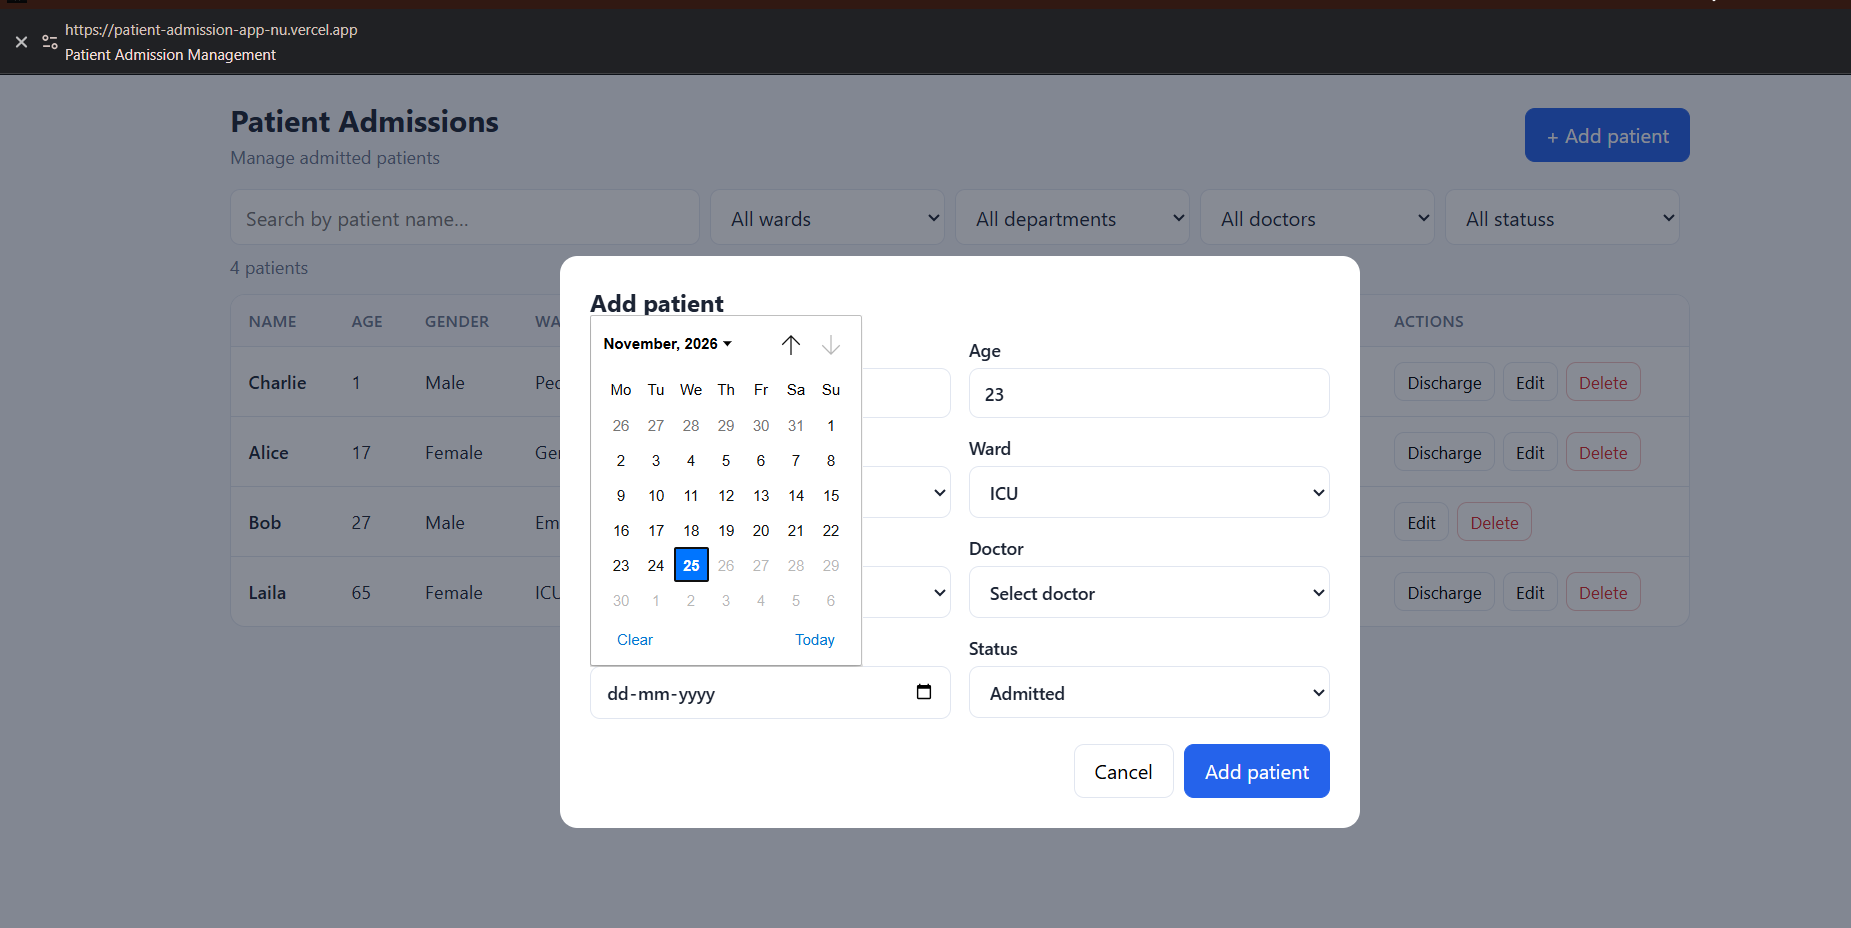 https://patient-admission-app-nu.vercel.app
Patient Admission Management
Patient Admissions
Manage admitted patients
+ Add patient
Search by patient name...
All wards
All departments
All doctors
All statuss
4 patients
NAME AGE GENDER WA ACTIONS
Charlie 1 Male Pec Discharge Edit Delete
Alice 17 Female Ger Discharge Edit Delete
Bob 27 Male Em Edit Delete
Laila 65 Female ICU Discharge Edit Delete
Add patient
November, 2026
Mo Tu We Th Fr Sa Su
26 27 28 29 30 31 1
2 3 4 5 6 7 8
9 10 11 12 13 14 15
16 17 18 19 20 21 22
23 24 25 26 27 28 29
30 1 2 3 4 5 6
Clear Today
Age
23
Ward
ICU
Doctor
Select doctor
dd-mm-yyyy
Status
Admitted
Cancel
Add patient